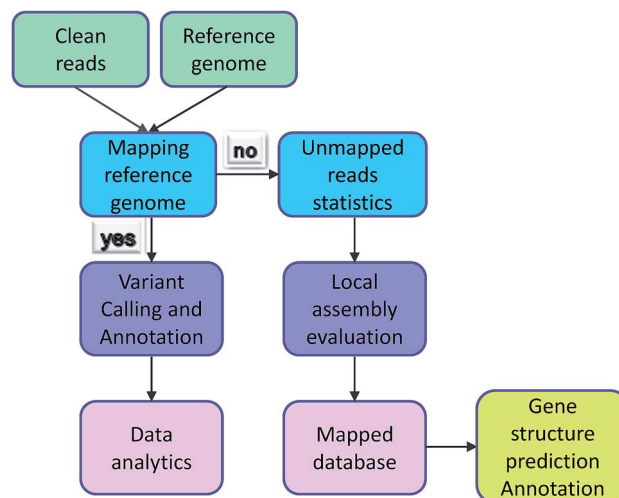 Clean
reads
Reference
genome
Mapping
reference
genome
no
Unmapped
reads
statistics
yes
Variant
Calling and
Annotation
Local
assembly
evaluation
Data
analytics
Mapped
database
Gene
structure
prediction
Annotation